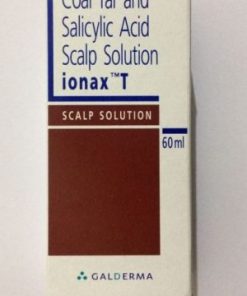 Coal Tar and
Salicylic Acid
Scalp Solution
ionax™T
SCALP SOLUTION
60ml
GALDERMA